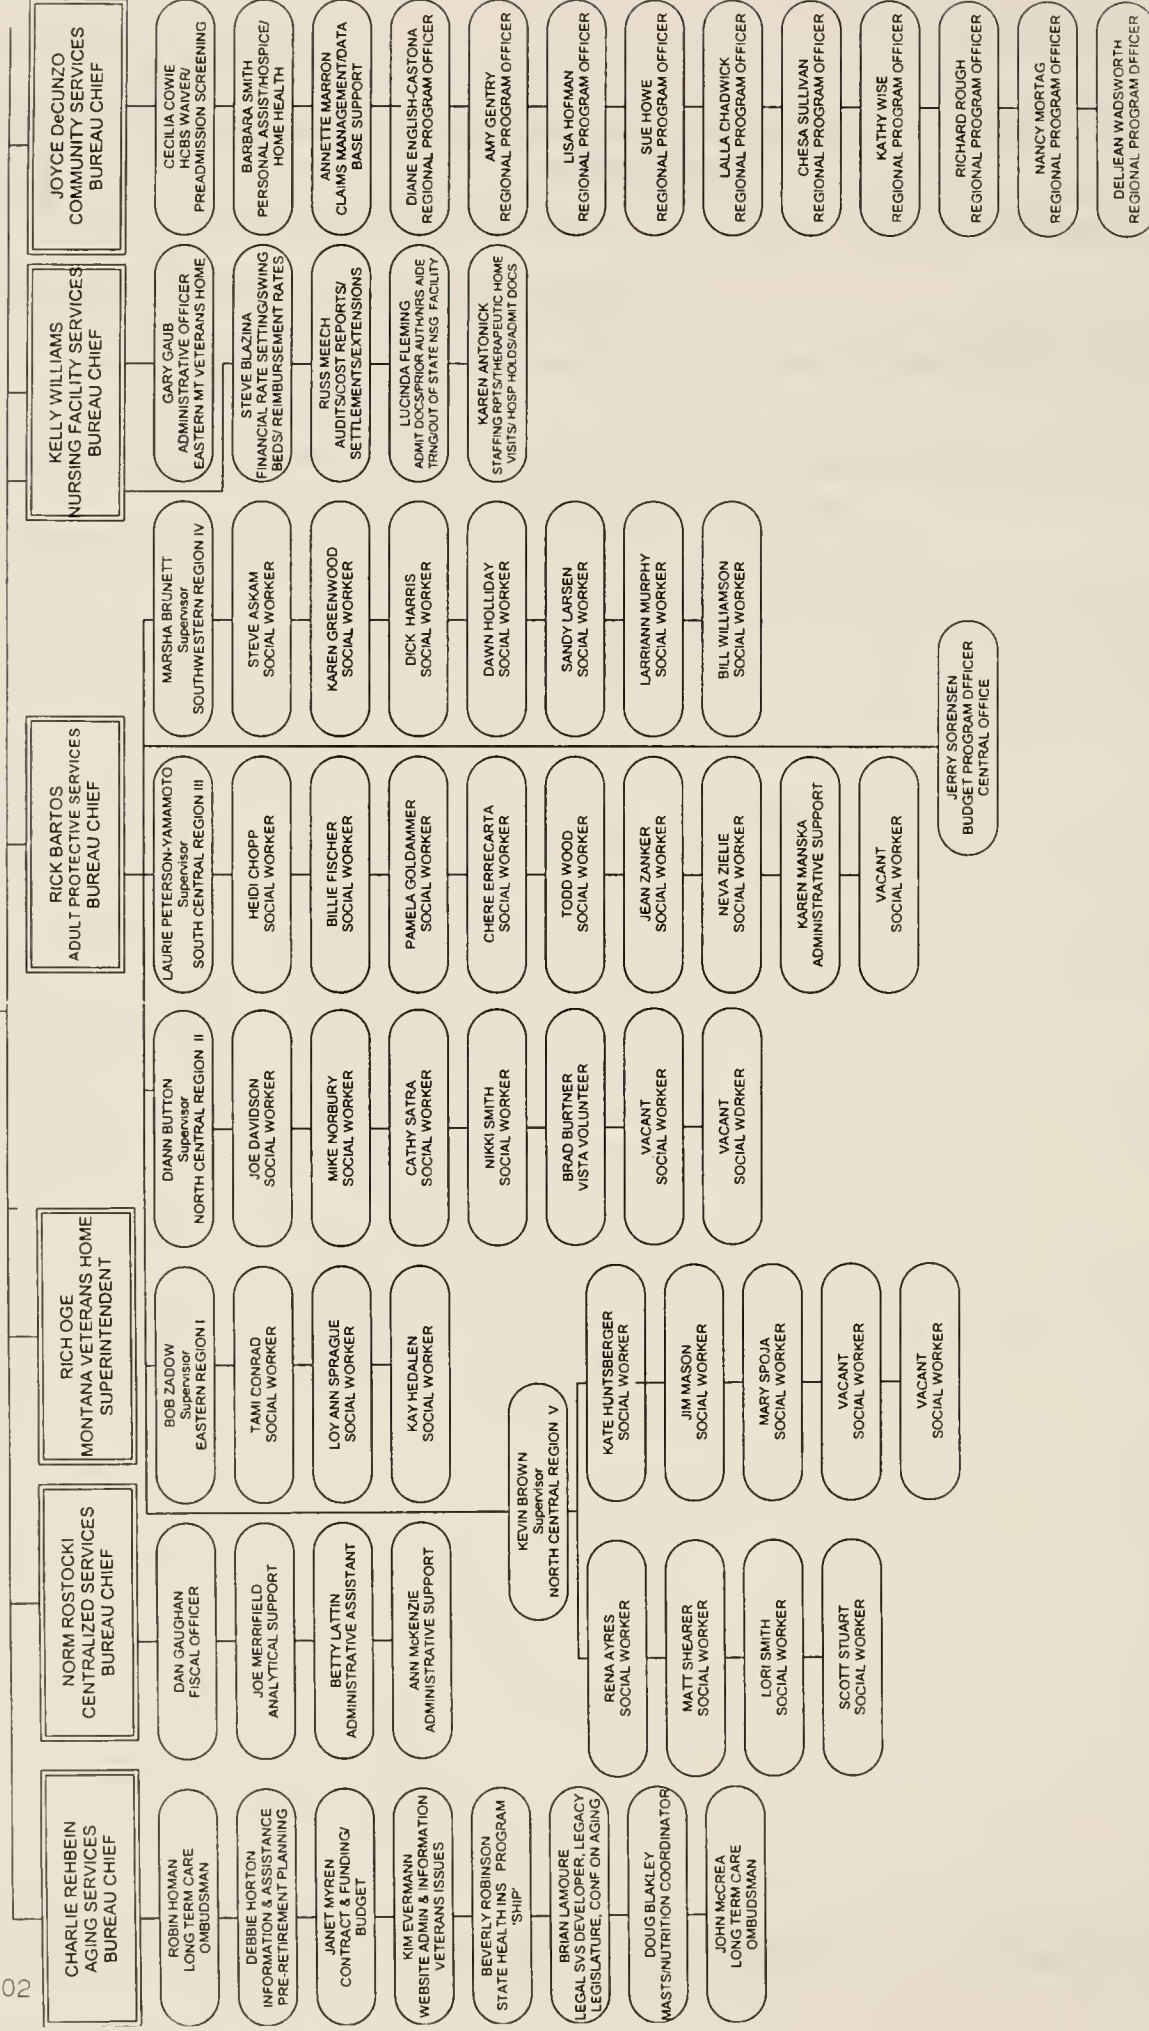 02
CHARLIE REHBEIN
AGING SERVICES
BUREAU CHIEF
ROBIN HOMAN
LONG TERM CARE
OMBUDSMAN
DEBBIE HORTON
INFORMATION & ASSISTANCE
PRE-RETIREMENT PLANNING
JANET MYREN
CONTRACT & FUNDING/
BUDGET
KIM EVERMANN
WEBSITE ADMIN & INFORMATION
VETERANS ISSUES
BEVERLY ROBINSON
STATE HEALTH INS PROGRAM
'SHIP'
BRIAN LAMOURE
LEGAL SVS DEVELOPER, LEGACY
LEGISLATURE, CONF ON AGING
DOUG BLAKLEY
MASTS/NUTRITION COORDINATOR
JOHN McCREA
LONG TERM CARE
OMBUDSMAN
NORM ROSTOCKI
CENTRALIZED SERVICES
BUREAU CHIEF
DAN GAUGHAN
FISCAL OFFICER
JOE MERRIFIELD
ANALYTICAL SUPPORT
BETTY LATTIN
ADMINISTRATIVE ASSISTANT
ANN McKENZIE
ADMINISTRATIVE SUPPORT
RICH OGE
MONTANA VETERANS HOME
SUPERINTENDENT
RICK BARTOS
ADULT PROTECTIVE SERVICES
BUREAU CHIEF
BOB ZADOW
Supervisior
EASTERN REGION I
TAMI CONRAD
SOCIAL WORKER
LOY ANN SPRAGUE
SOCIAL WORKER
KAY HEDALEN
SOCIAL WORKER
KEVIN BROWN
Supervisor
NORTH CENTRAL REGION V
RENA AYRES
SOCIAL WORKER
MATT SHEARER
SOCIAL WORKER
LORI SMITH
SOCIAL WORKER
SCOTT STUART
SOCIAL WORKER
KATE HUNTSBERGER
SOCIAL WORKER
JIM MASON
SOCIAL WORKER
MARY SPOJA
SOCIAL WORKER
VACANT
SOCIAL WORKER
VACANT
SOCIAL WORKER
DIANN BUTTON
Supervisor
NORTH CENTRAL REGION II
JOE DAVIDSON
SOCIAL WORKER
MIKE NORBURY
SOCIAL WORKER
CATHY SATRA
SOCIAL WORKER
NIKKI SMITH
SOCIAL WORKER
BRAD BURTNER
VISTA VOLUNTEER
VACANT
SOCIAL WORKER
VACANT
SOCIAL WDRKER
LAURIE PETERSON-YAMAMOTO
Supervisor
SOUTH CENTRAL REGION III
HEIDI CHOPP
SOCIAL WORKER
BILLIE FISCHER
SOCIAL WORKER
PAMELA GOLDAMMER
SOCIAL WORKER
CHERE ERRECARTA
SOCIAL WORKER
TODD WOOD
SOCIAL WORKER
JEAN ZANKER
SOCIAL WORKER
NEVA ZIELIE
SOCIAL WORKER
KAREN MANSKA
ADMINISTRATIVE SUPPORT
VACANT
SOCIAL WORKER
JERRY SORENSEN
BUDGET PROGRAM DFFICER
CENTRAL OFFICE
MARSHA BRUNETT
Supervisor
SOUTHWESTERN REGION IV
STEVE ASKAM
SOCIAL WORKER
KAREN GREENWOOD
SOCIAL WORKER
DICK HARRIS
SOCIAL WORKER
DAWN HOLLIDAY
SOCIAL WORKER
SANDY LARSEN
SOCIAL WORKER
LARRIANN MURPHY
SOCIAL WORKER
BILL WILLIAMSON
SOCIAL WORKER
KELLY WILLIAMS
NURSING FACILITY SERVICES
BUREAU CHIEF
GARY GAUB
ADMINISTRATIVE OFFICER
EASTERN MT VETERANS HOME
STEVE BLAZINA
FINANCIAL RATE SETTING/SWING
BEDS/ REIMBURSEMENT RATES
RUSS MEECH
AUDITS/COST REPORTS/
SETTLEMENTS/EXTENSIONS
LUCINDA FLEMING
ADMIT DOCS/PRIOR AUTH/NRS AIDE
TRNG/OUT OF STATE NSG FACILITY
KAREN ANTONICK
STAFFING RPTS/THERAPEUTIC HOME
VISITS/ HOSP HOLDS/ADMIT DOCS
JOYCE DeCUNZO
COMMUNITY SERVICES
BUREAU CHIEF
CECILIA COWIE
HCBS WAIVER/
PREADMISSION SCREENING
BARBARA SMITH
PERSONAL ASSIST/HOSPICE/
HOME HEALTH
ANNETTE MARRON
CLAIMS MANAGEMENT/DATA
BASE SUPPORT
DIANE ENGLISH-CASTONA
REGIONAL PROGRAM OFFICER
AMY GENTRY
REGIONAL PROGRAM OFFICER
LISA HOFMAN
REGIONAL PROGRAM OFFICER
SUE HOWE
REGIONAL PROGRAM OFFICER
LALLA CHADWICK
REGIONAL PROGRAM OFFICER
CHESA SULLIVAN
REGIONAL PROGRAM OFFICER
KATHY WISE
REGIONAL PROGRAM OFFICER
RICHARD ROUGH
REGIONAL PROGRAM OFFICER
NANCY MORTAG
REGIONAL PROGRAM OFFICER
DELJEAN WADSWORTH
REGIONAL PROGRAM DFFICER